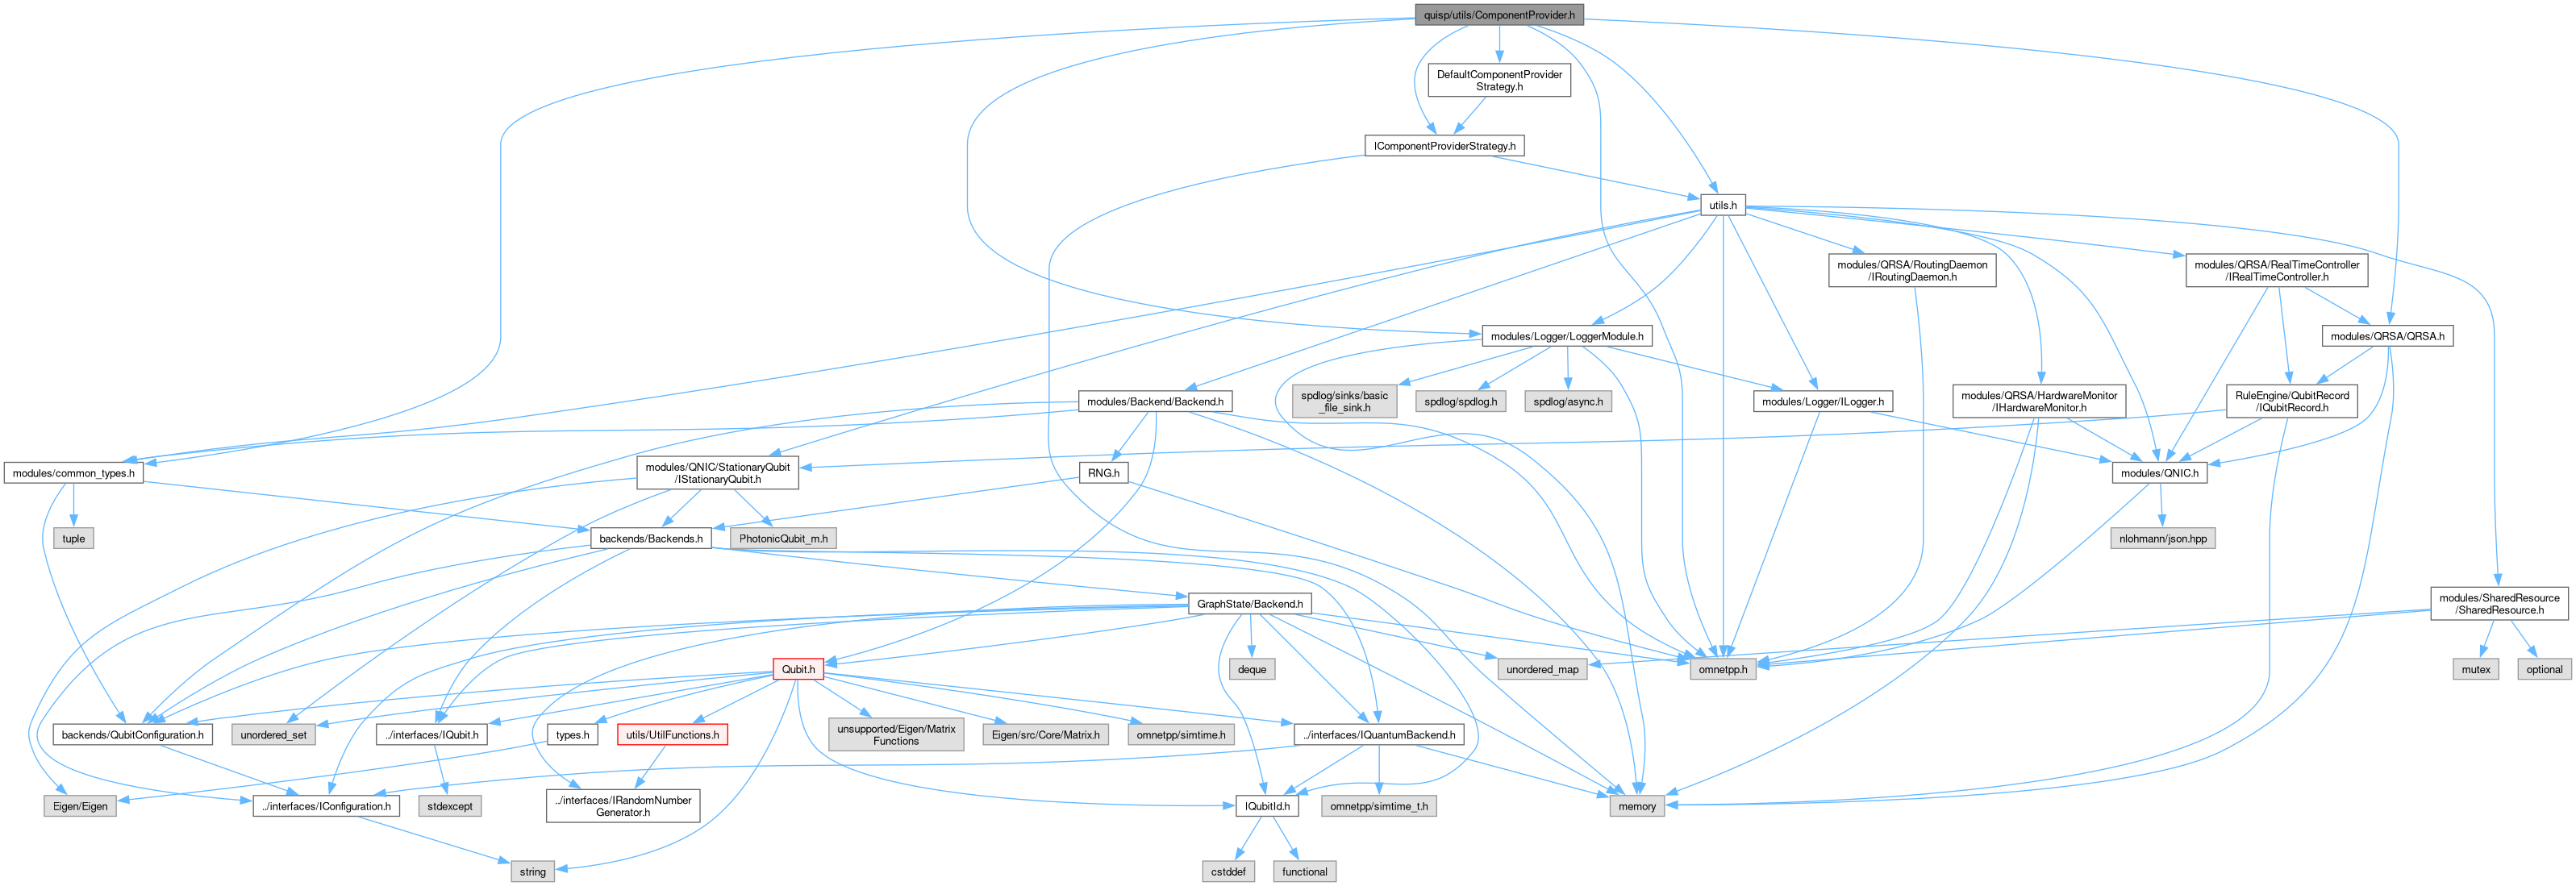 quisp/utils/ComponentProvider.h
DefaultComponentProvider
Strategy.h
IComponentProviderStrategy.h
utils.h
modules/QRSA/RoutingDaemon
/IRoutingDaemon.h
modules/QRSA/RealTimeController
/IRealTimeController.h
modules/Logger/LoggerModule.h
modules/QRSA/QRSA.h
modules/Backend/Backend.h
spdlog/sinks/basic
_file_sink.h
spdlog/spdlog.h
spdlog/async.h
modules/Logger/ILogger.h
modules/QRSA/HardwareMonitor
/IHardwareMonitor.h
RuleEngine/QubitRecord
/IQubitRecord.h
modules/common_types.h
modules/QNIC/StationaryQubit
/IStationaryQubit.h
RNG.h
modules/QNIC.h
tuple
backends/Backends.h
PhotonicQubit_m.h
nlohmann/json.hpp
GraphState/Backend.h
modules/SharedResource
/SharedResource.h
Qubit.h
deque
unordered_map
omnetpp.h
mutex
optional
backends/QubitConfiguration.h
unordered_set
../interfaces/IQubit.h
types.h
utils/UtilFunctions.h
unsupported/Eigen/Matrix
Functions
Eigen/src/Core/Matrix.h
omnetpp/simtime.h
../interfaces/IQuantumBackend.h
Eigen/Eigen
../interfaces/IConfiguration.h
stdexcept
../interfaces/IRandomNumber
Generator.h
IQubitId.h
omnetpp/simtime_t.h
memory
string
cstddef
functional